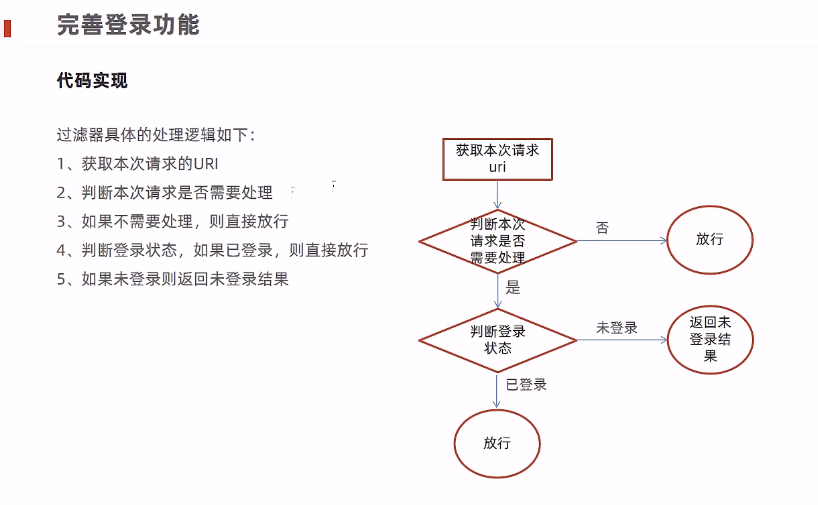 完善登录功能
代码实现
过滤器具体的处理逻辑如下：
1、获取本次请求的URI
2、判断本次请求是否需要处理
3、如果不需要处理，则直接放行
4、判断登录状态，如果已登录，则直接放行
5、如果未登录则返回未登录结果
获取本次请求
uri
判断本次
请求是否
需要处理
否
放行
是
判断登录
状态
未登录
返回未
登录结
果
已登录
放行